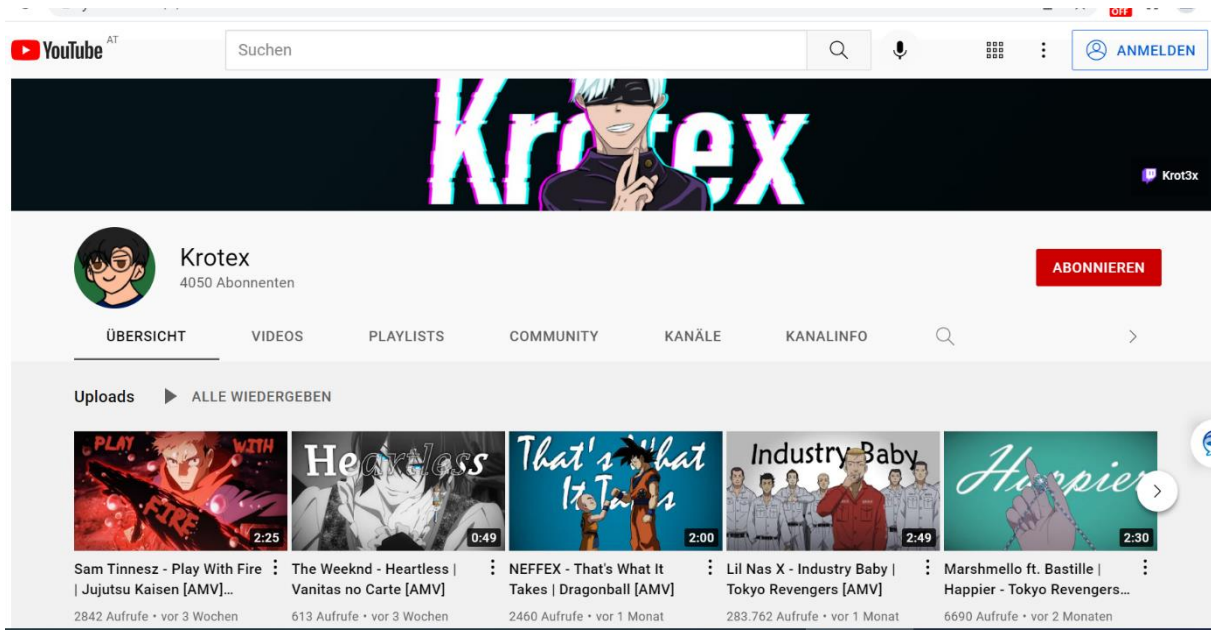 OFF
YouTube AT
Suchen
ANMELDEN
Krotex
Krot3x
Krotex
4050 Abonnenten
ABONNIEREN
ÜBERSICHT VIDEOS PLAYLISTS COMMUNITY KANÄLE KANALINFO
Uploads ALLE WIEDERGEBEN
PLAY WITH
FIRE
2:25
Heartless
0:49
That's What
It Takes
2:00
Industry Baby
2:49
Happier
2:30
Sam Tinnesz - Play With Fire
| Jujutsu Kaisen [AMV]...
2842 Aufrufe • vor 3 Wochen
The Weeknd - Heartless |
Vanitas no Carte [AMV]
613 Aufrufe • vor 3 Wochen
NEFFEX - That's What It
Takes | Dragonball [AMV]
2460 Aufrufe • vor 1 Monat
Lil Nas X - Industry Baby |
Tokyo Revengers [AMV]
283.762 Aufrufe • vor 1 Monat
Marshmello ft. Bastille |
Happier - Tokyo Revengers...
6690 Aufrufe • vor 2 Monaten